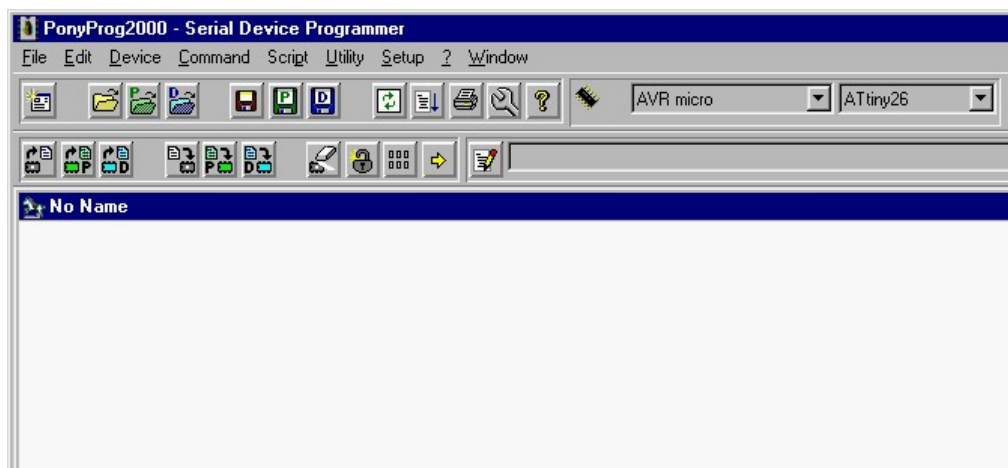 PonyProg2000 - Serial Device Programmer
File Edit Device Command Script Utility Setup ? Window
P D P D ? AVR micro ATtiny26
P D P D
No Name